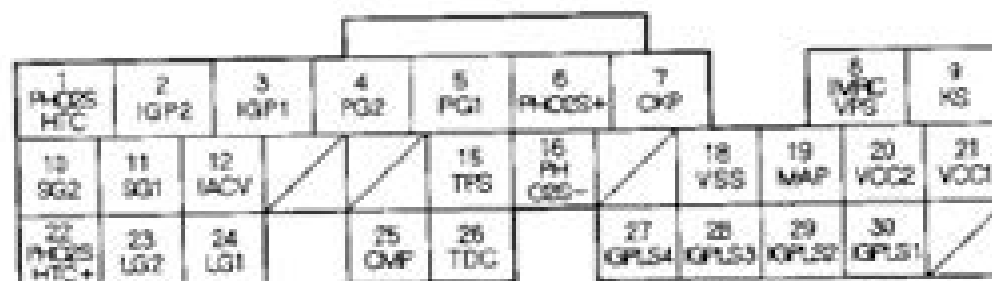 1 2 3 4 5 6 7 8 9
PHO2S HTC IGP2 IGP1 PG2 PG1 PHO2S+ CKP IMRC VPS KS
10 11 12 15 16 18 19 20 21
SG2 SG1 IACV TPS PH O2S- VSS MAP VCC2 VCC1
22 23 24 25 26 27 28 29 30
PHO2S HTC+ LG2 LG1 CMP TDC IGPLS4 IGPLS3 IGPLS2 IGPLS1